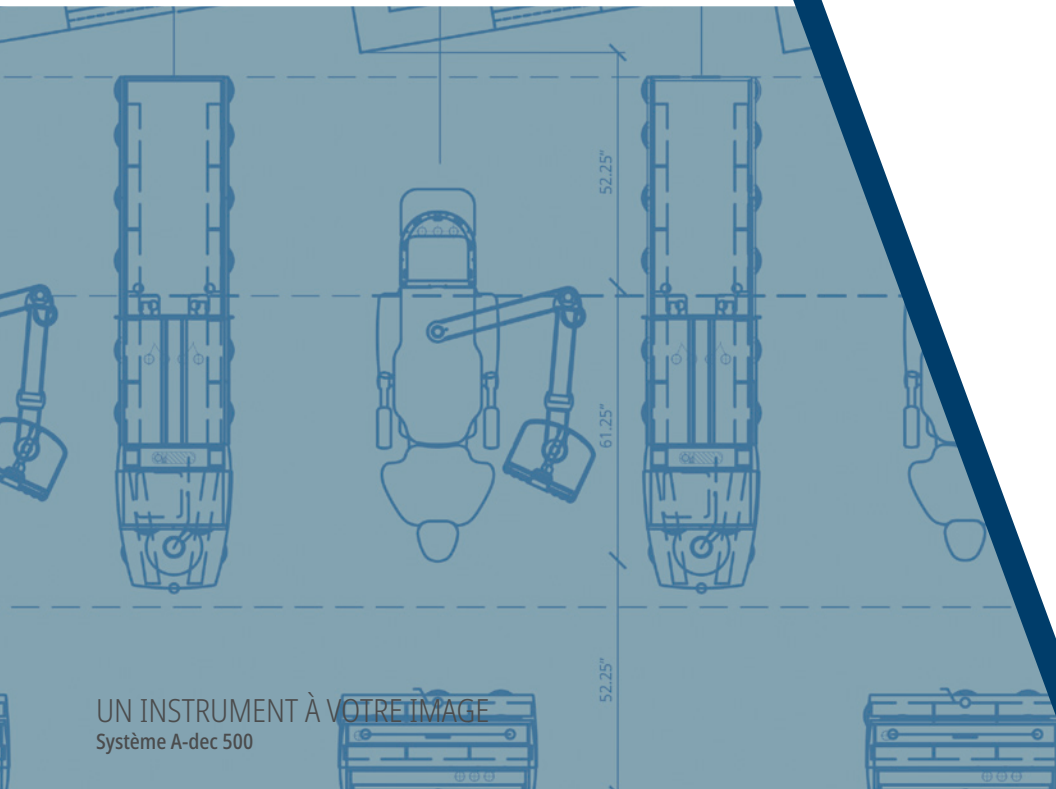 52.25"
61.25"
52.25"
UN INSTRUMENT À VOTRE IMAGE
Système A-dec 500